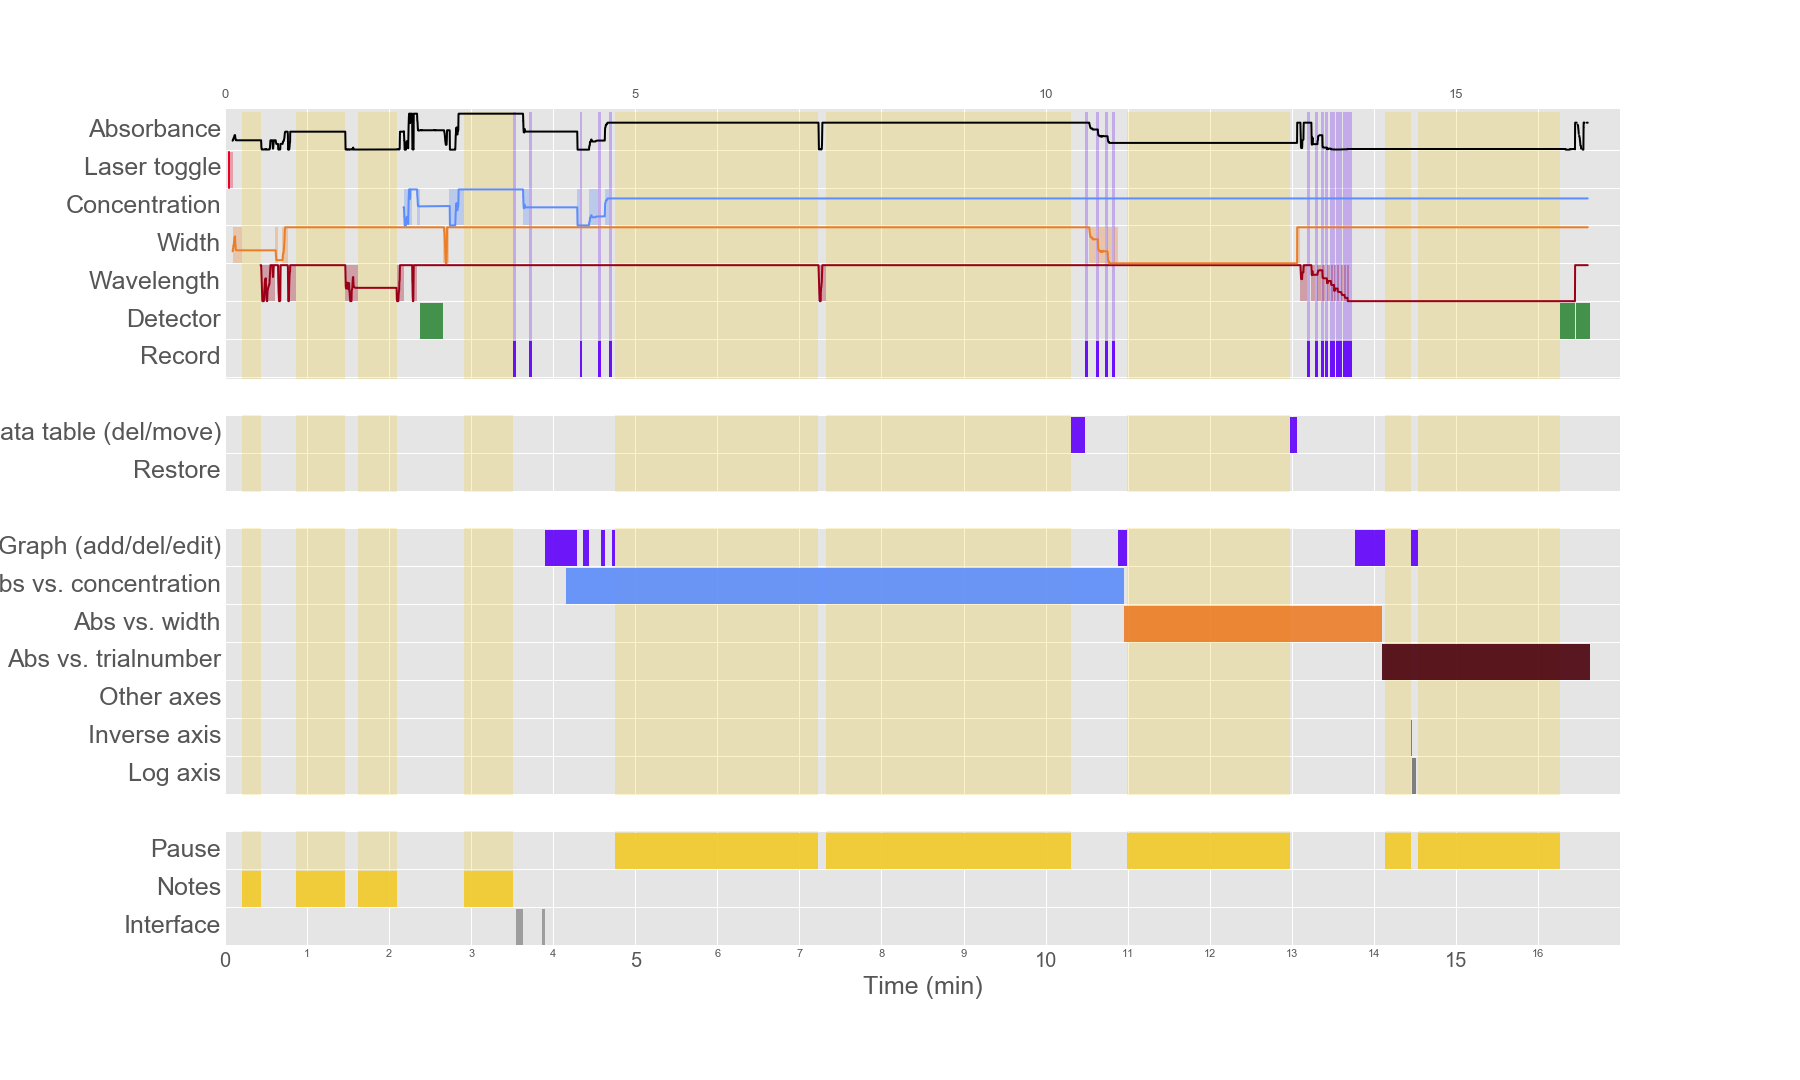 0 5 10 15
Absorbance
Laser toggle
Concentration
Width
Wavelength
Detector
Record
ata table (del/move)
Restore
Graph (add/del/edit)
bs vs. concentration
Abs vs. width
Abs vs. trialnumber
Other axes
Inverse axis
Log axis
Pause
Notes
Interface
0 1 2 3 4 5 6 7 8 9 10 11 12 13 14 15 16
Time (min)